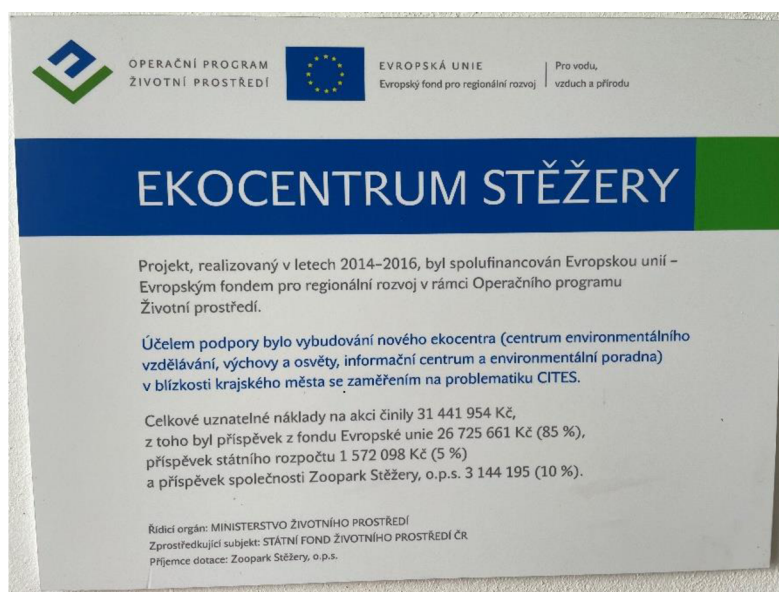 OPERAČNÍ PROGRAM
ŽIVOTNÍ PROSTŘEDÍ
EVROPSKÁ UNIE
Evropský fond pro regionální rozvoj
Pro vodu,
vzduch a přírodu
EKOCENTRUM STĚŽERY
Projekt, realizovaný v letech 2014–2016, byl spolufinancován Evropskou unií –
Evropským fondem pro regionální rozvoj v rámci Operačního programu
Životní prostředí.
Účelem podpory bylo vybudování nového ekocentra (centrum environmentálního
vzdělávání, výchovy a osvěty, informační centrum a environmentální poradna)
v blízkosti krajského města se zaměřením na problematiku CITES.
Celkové uznatelné náklady na akci činily 31 441 954 Kč,
z toho byl příspěvek z fondu Evropské unie 26 725 661 Kč (85 %),
příspěvek státního rozpočtu 1 572 098 Kč (5 %)
a příspěvek společnosti Zoopark Stěžery, o.p.s. 3 144 195 (10 %).
Řídicí orgán: MINISTERSTVO ŽIVOTNÍHO PROSTŘEDÍ
Zprostředkující subjekt: STÁTNÍ FOND ŽIVOTNÍHO PROSTŘEDÍ ČR
Příjemce dotace: Zoopark Stěžery, o.p.s.